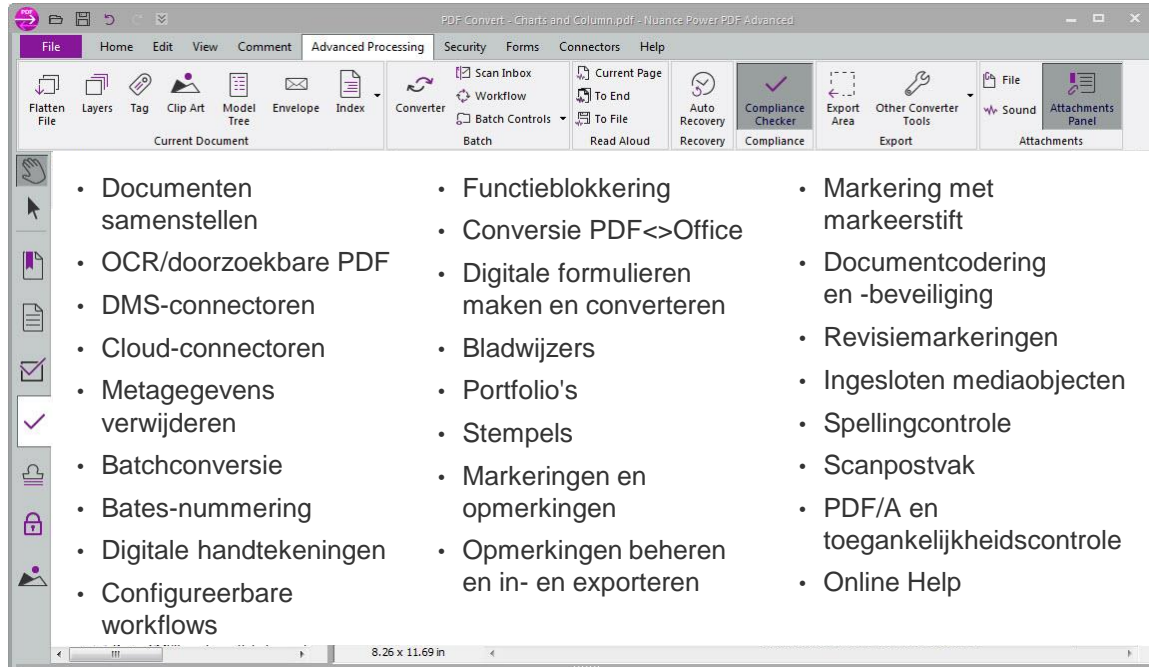 PDF
PDF Convert - Charts and Column.pdf - Nuance Power PDF Advanced
File Home Edit View Comment Advanced Processing Security Forms Connectors Help
Flatten File
Layers
Tag
Clip Art
Model Tree
Envelope
Index
Current Document
Converter
Scan Inbox
Workflow
Batch Controls
Batch
Current Page
To End
To File
Read Aloud
Auto Recovery
Recovery
Compliance Checker
Compliance
Export Area
Other Converter Tools
Export
File
Sound
Attachments Panel
Attachments
• Documenten
samenstellen
• OCR/doorzoekbare PDF
• DMS-connectoren
• Cloud-connectoren
• Metagegevens
verwijderen
• Batchconversie
• Bates-nummering
• Digitale handtekeningen
• Configureerbare
workflows
• Functieblokkering
• Conversie PDF<>Office
• Digitale formulieren
maken en converteren
• Bladwijzers
• Portfolio's
• Stempels
• Markeringen en
opmerkingen
• Opmerkingen beheren
en in- en exporteren
• Markering met
markeerstift
• Documentcodering
en -beveiliging
• Revisiemarkeringen
• Ingesloten mediaobjecten
• Spellingcontrole
• Scanpostvak
• PDF/A en
toegankelijkheidscontrole
• Online Help
8.26 x 11.69 in